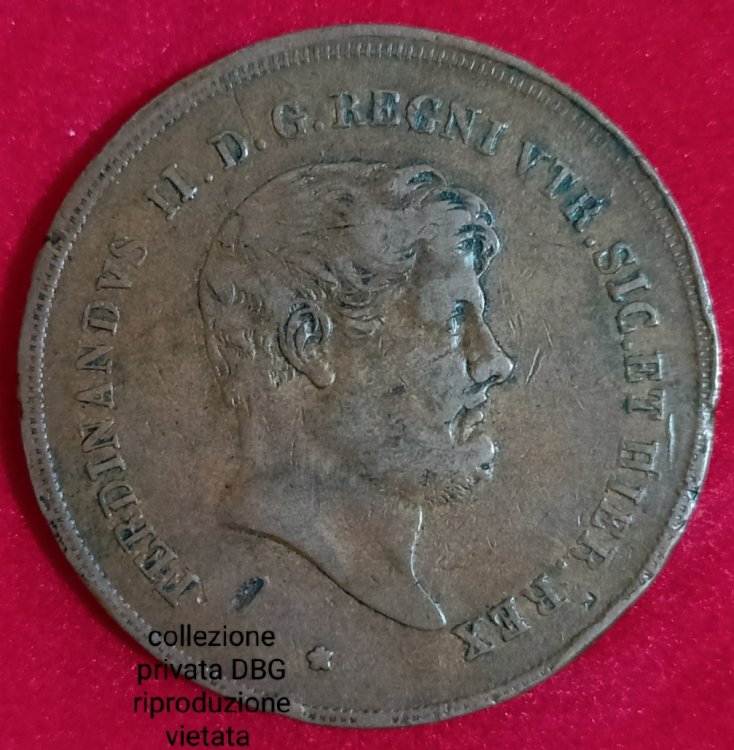 FERDINANDVS II. D. G. REGNI VTR. SIC. ET HIER. REX
collezione
privata DBG
riproduzione
vietata